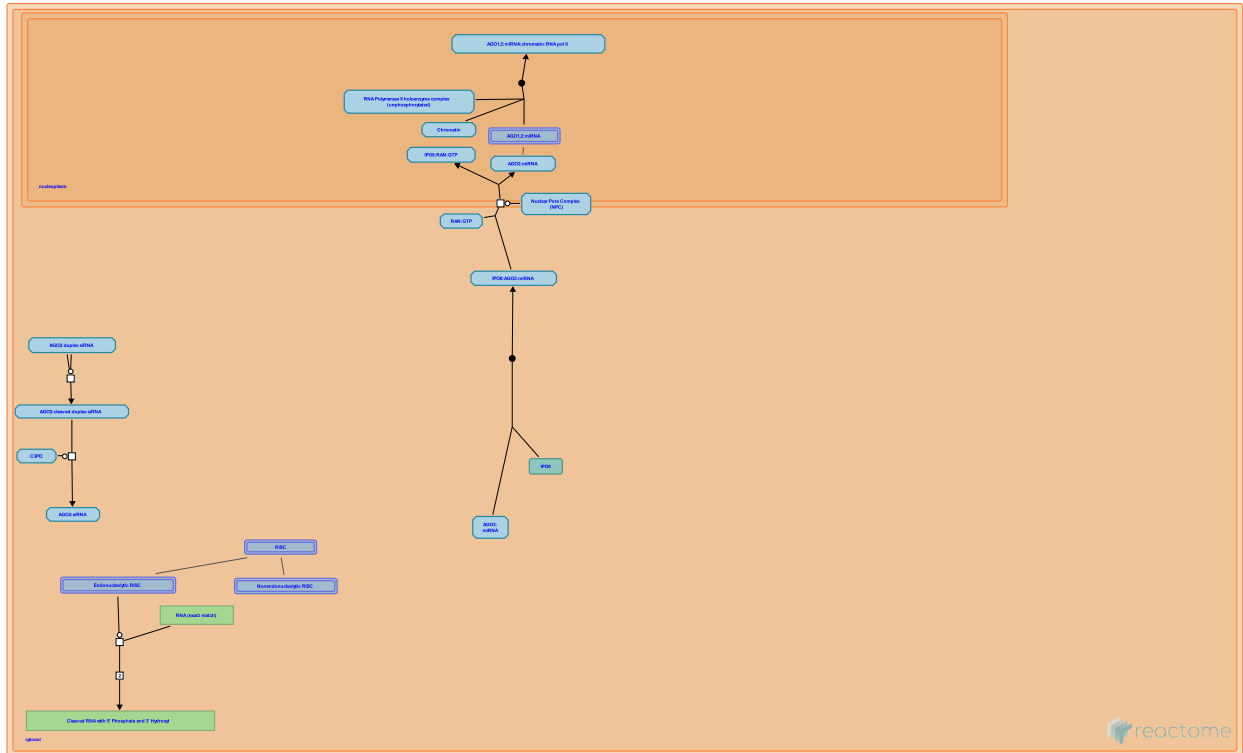 AGO1,2:miRNA:chromatin:RNA pol II
RNA Polymerase II holoenzyme complex
(unphosphorylated)
Chromatin
AGO1,2:miRNA
IPO8:RAN:GTP
AGO2:miRNA
nucleoplasm
Nuclear Pore Complex
(NPC)
RAN:GTP
IPO8:AGO2:miRNA
AGO2:duplex siRNA
AGO2:cleaved duplex siRNA
C3PO
IPO8
AGO2:siRNA
AGO2:
miRNA
RISC
Endonucleolytic RISC
Nonendonucleolytic RISC
RNA (exact match)
2
Cleaved RNA with 5' Phosphate and 3' Hydroxyl
cytosol
reactome